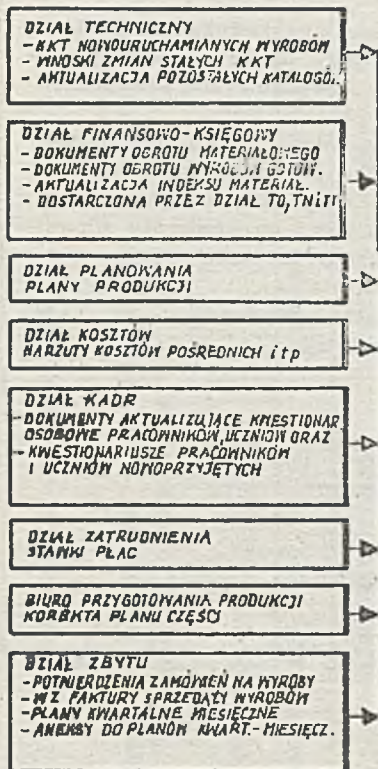 DZIAŁ TECHNICZNY
- KKT NOWOURUCHAMIANYCH WYROBÓW
- WNIOSKI ZMIAN STAŁYCH KKT
- AKTUALIZACJA POZOSTAŁYCH KATALOGÓ
DZIAŁ FINANSOWO-KSIĘGOWY
- DOKUMENTY OBROTU MATERIAŁOWEGO
- DOKUMENTY OBROTU WYROBÓW GOTOW.
- AKTUALIZACJA INDEKSU MATERIAŁ.
- DOSTARCZONA PRZEZ DZIAŁ TO,
DZIAŁ PLANOWANIA
PLANY PRODUKCJI
DZIAŁ KOSZTÓW
NARZUTY KOSZTÓW POŚREDNICH itp
DZIAŁ KADR
- DOKUMENTY AKTUALIZUJĄCE KWESTIONAR
OSOBOWE PRACOWNIKÓW, UCZNIÓW ORAZ
- KWESTIONARIUSZE PRACOWNIKÓW
I UCZNIÓW NOWOPRZYJĘTYCH
DZIAŁ ZATRUDNIENIA
STAWKI PŁAC
BIURO PRZYGOTOWANIA PRODUKCJI
KOREKTA PLANU CZĘŚCI
DZIAŁ ZBYTU
- POTWIERDZENIA ZAMÓWIEŃ NA WYROBY
- WZ FAKTURY SPRZEDAŻY WYROBÓW
- PLANY KWARTALNE MIESIĘCZNE
- ANEKSY DO PLANÓW KWART.-MIESIĘCZ.